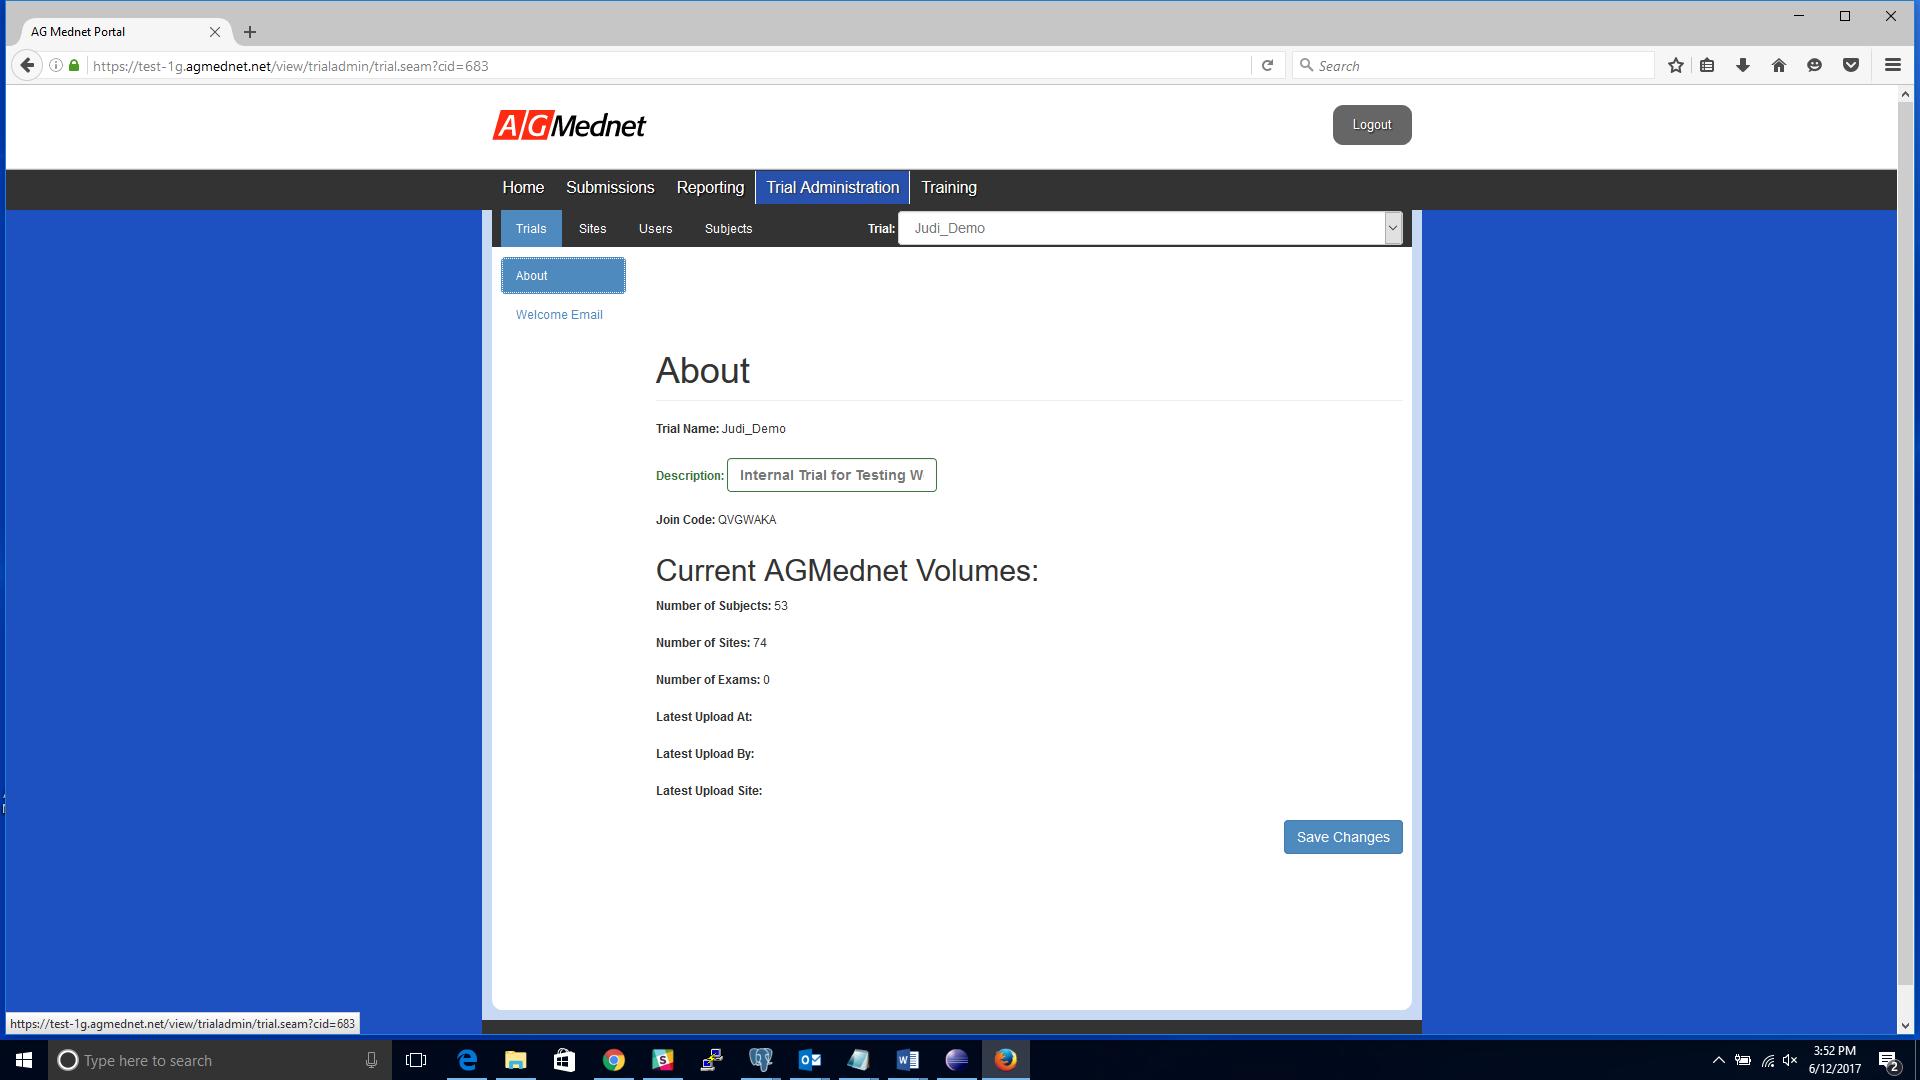 AG Mednet Portal
https://test-1g.agmednet.net/view/trialadmin/trial.seam?cid=683
Search
AG Mednet
Logout
Home Submissions Reporting Trial Administration Training
Trials Sites Users Subjects Trial: Judi_Demo
About
Welcome Email
About
Trial Name: Judi_Demo
Description: Internal Trial for Testing W
Join Code: QVGWAKA
Current AGMednet Volumes:
Number of Subjects: 53
Number of Sites: 74
Number of Exams: 0
Latest Upload At:
Latest Upload By:
Latest Upload Site:
Save Changes
https://test-1g.agmednet.net/view/trialadmin/trial.seam?cid=683
Type here to search
3:52 PM
6/12/2017
2